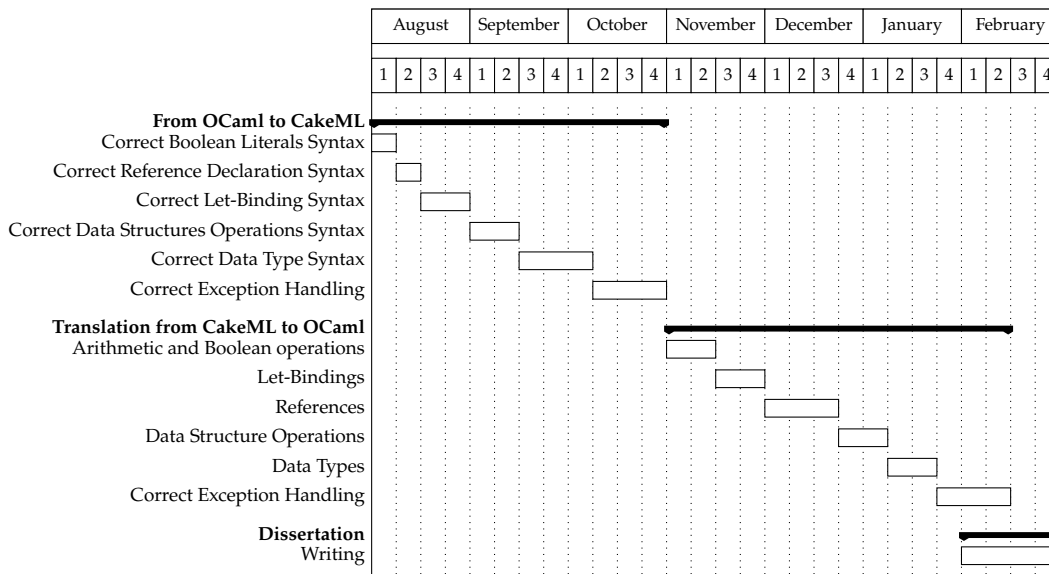 August September October November December January February
1 2 3 4 1 2 3 4 1 2 3 4 1 2 3 4 1 2 3 4 1 2 3 4 1 2 3 4
From OCaml to CakeML
Correct Boolean Literals Syntax
Correct Reference Declaration Syntax
Correct Let-Binding Syntax
Correct Data Structures Operations Syntax
Correct Data Type Syntax
Correct Exception Handling
Translation from CakeML to OCaml
Arithmetic and Boolean operations
Let-Bindings
References
Data Structure Operations
Data Types
Correct Exception Handling
Dissertation
Writing